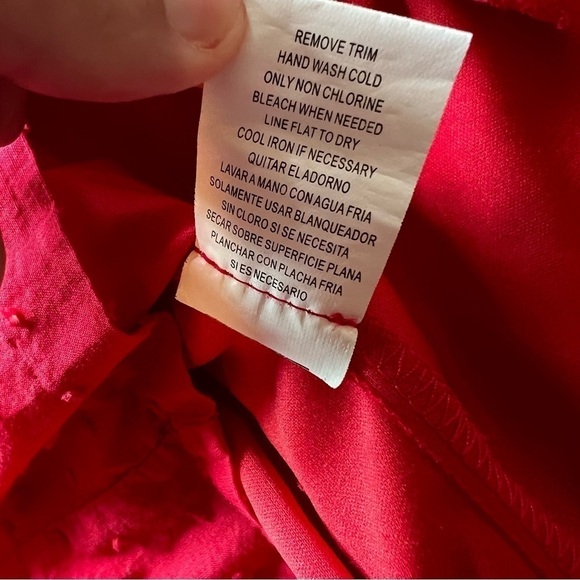 REMOVE TRIM
HAND WASH COLD
ONLY NON CHLORINE
BLEACH WHEN NEEDED
LINE FLAT TO DRY
COOL IRON IF NECESSARY
QUITAR EL ADORNO
LAVAR A MANO CON AGUA FRIA
SOLAMENTE USAR BLANQUEADOR
SIN CLORO SI SE NECESITA
SECAR SOBRE SUPERFICIE PLANA
PLANCHAR CON PLACHA FRIA
SI ES NECESARIO